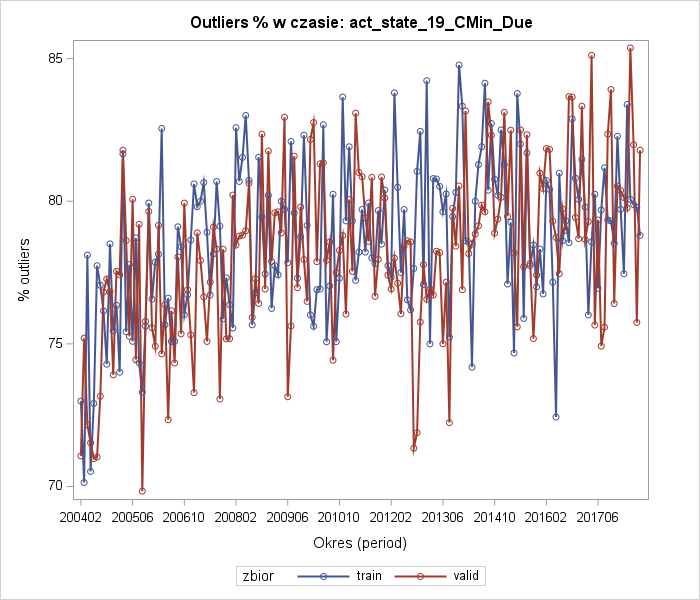 Outliers % w czasie: act_state_19_CMin_Due
85
80
75
70
% outliers
200402 200506 200610 200802 200906 201010 201202 201306 201410 201602 201706
Okres (period)
zbior train valid